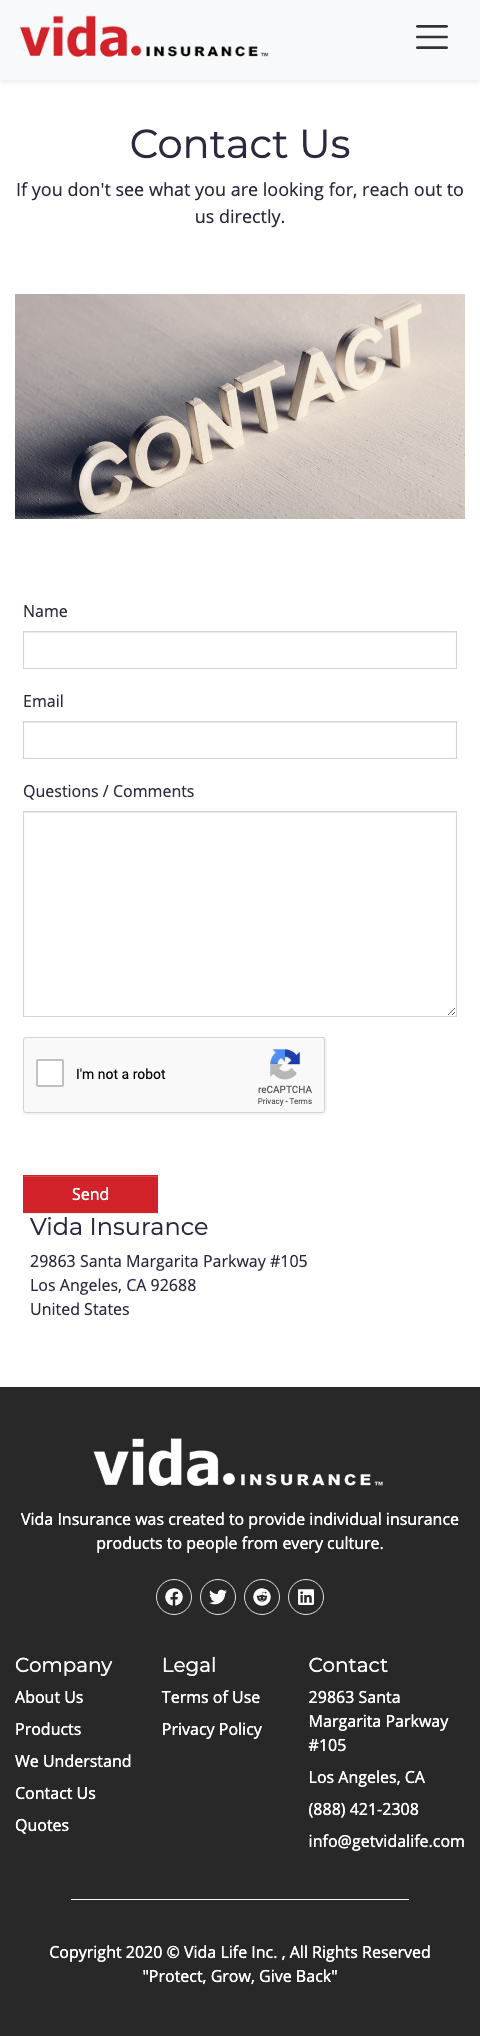 vida.INSURANCE™
Contact Us
If you don't see what you are looking for, reach out to
us directly.
CONTACT
Name
Email
Questions / Comments
I'm not a robot
reCAPTCHA
Privacy - Terms
Send
Vida Insurance
29863 Santa Margarita Parkway #105
Los Angeles, CA 92688
United States
vida.INSURANCE™
Vida Insurance was created to provide individual insurance
products to people from every culture.
Company
About Us
Products
We Understand
Contact Us
Quotes
Legal
Terms of Use
Privacy Policy
Contact
29863 Santa
Margarita Parkway
#105
Los Angeles, CA
(888) 421-2308
info@getvidalife.com
Copyright 2020 © Vida Life Inc. , All Rights Reserved
"Protect, Grow, Give Back"